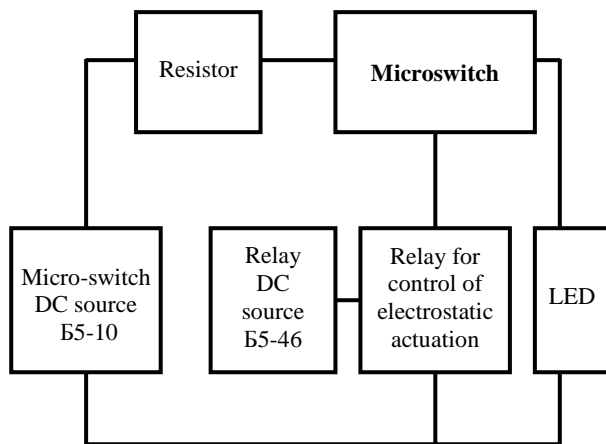 Resistor
Microswitch
Micro-switch
DC source
Б5-10
Relay
DC
source
Б5-46
Relay for
control of
electrostatic
actuation
LED